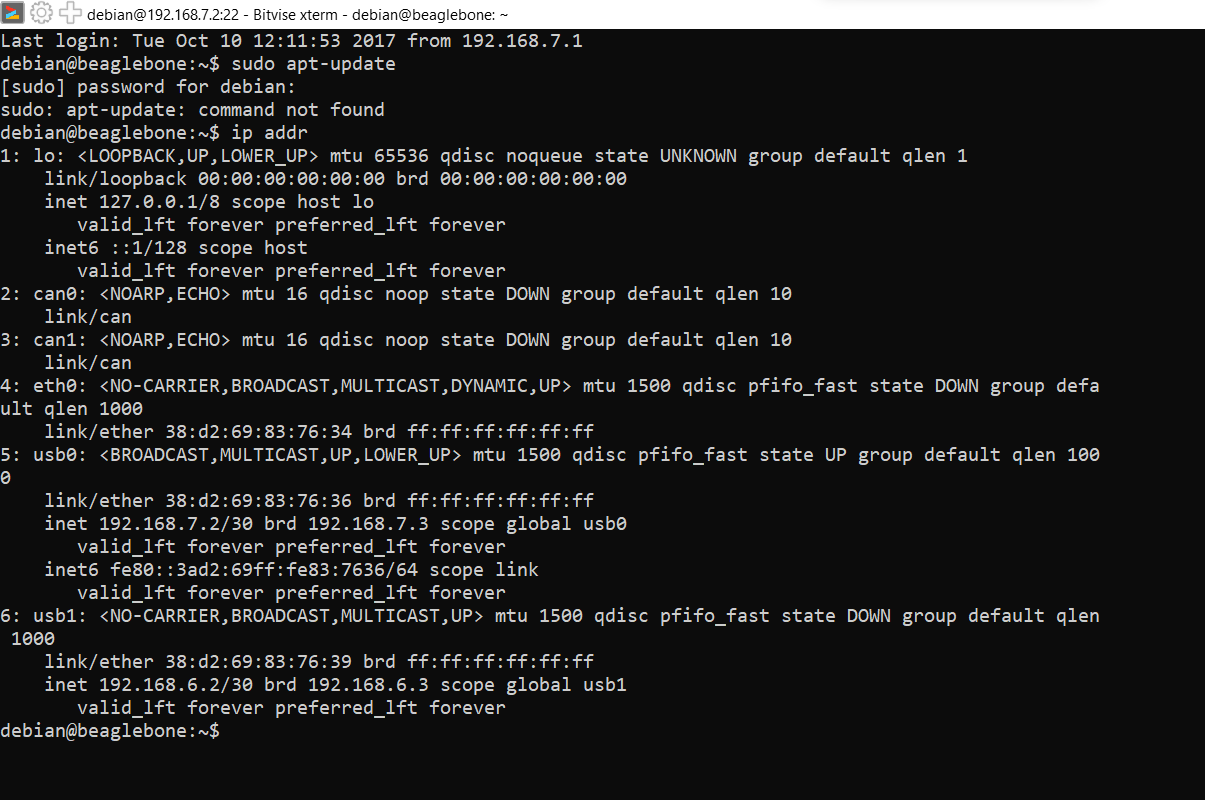 debian@192.168.7.2:22 - Bitvise xterm - debian@beaglebone: ~
Last login: Tue Oct 10 12:11:53 2017 from 192.168.7.1
debian@beaglebone:~$ sudo apt-update
[sudo] password for debian:
sudo: apt-update: command not found
debian@beaglebone:~$ ip addr
1: lo: <LOOPBACK,UP,LOWER_UP> mtu 65536 qdisc noqueue state UNKNOWN group default qlen 1
    link/loopback 00:00:00:00:00:00 brd 00:00:00:00:00:00
    inet 127.0.0.1/8 scope host lo
       valid_lft forever preferred_lft forever
    inet6 ::1/128 scope host
       valid_lft forever preferred_lft forever
2: can0: <NOARP,ECHO> mtu 16 qdisc noop state DOWN group default qlen 10
    link/can
3: can1: <NOARP,ECHO> mtu 16 qdisc noop state DOWN group default qlen 10
    link/can
4: eth0: <NO-CARRIER,BROADCAST,MULTICAST,DYNAMIC,UP> mtu 1500 qdisc pfifo_fast state DOWN group defa
ult qlen 1000
    link/ether 38:d2:69:83:76:34 brd ff:ff:ff:ff:ff:ff
5: usb0: <BROADCAST,MULTICAST,UP,LOWER_UP> mtu 1500 qdisc pfifo_fast state UP group default qlen 100
0
    link/ether 38:d2:69:83:76:36 brd ff:ff:ff:ff:ff:ff
    inet 192.168.7.2/30 brd 192.168.7.3 scope global usb0
       valid_lft forever preferred_lft forever
    inet6 fe80::3ad2:69ff:fe83:7636/64 scope link
       valid_lft forever preferred_lft forever
6: usb1: <NO-CARRIER,BROADCAST,MULTICAST,UP> mtu 1500 qdisc pfifo_fast state DOWN group default qlen
 1000
    link/ether 38:d2:69:83:76:39 brd ff:ff:ff:ff:ff:ff
    inet 192.168.6.2/30 brd 192.168.6.3 scope global usb1
       valid_lft forever preferred_lft forever
debian@beaglebone:~$